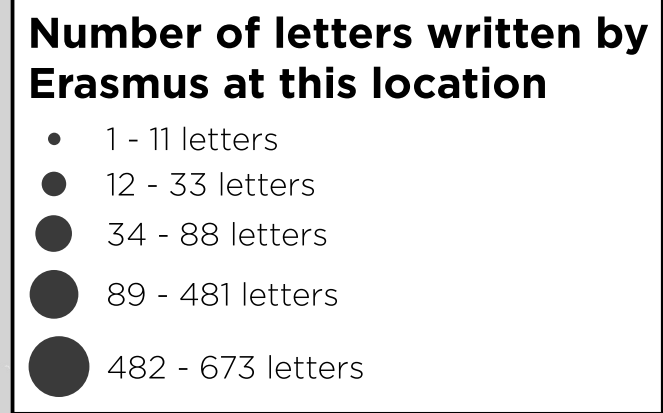 Number of letters written by
Erasmus at this location
1 - 11 letters
12 - 33 letters
34 - 88 letters
89 - 481 letters
482 - 673 letters